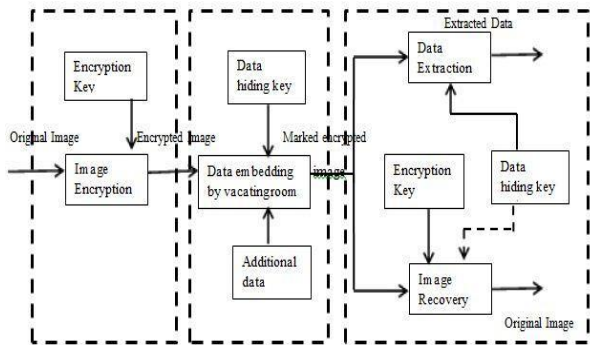 Extracted Data
Encryption
Key
Data
hiding key
Data
Extraction
Original Image
Encrypted Image
Marked encrypted
image
Image
Encryption
Data embedding
by vacatingroom
Encryption
Key
Data
hiding key
Additional
data
Image
Recovery
Original Image